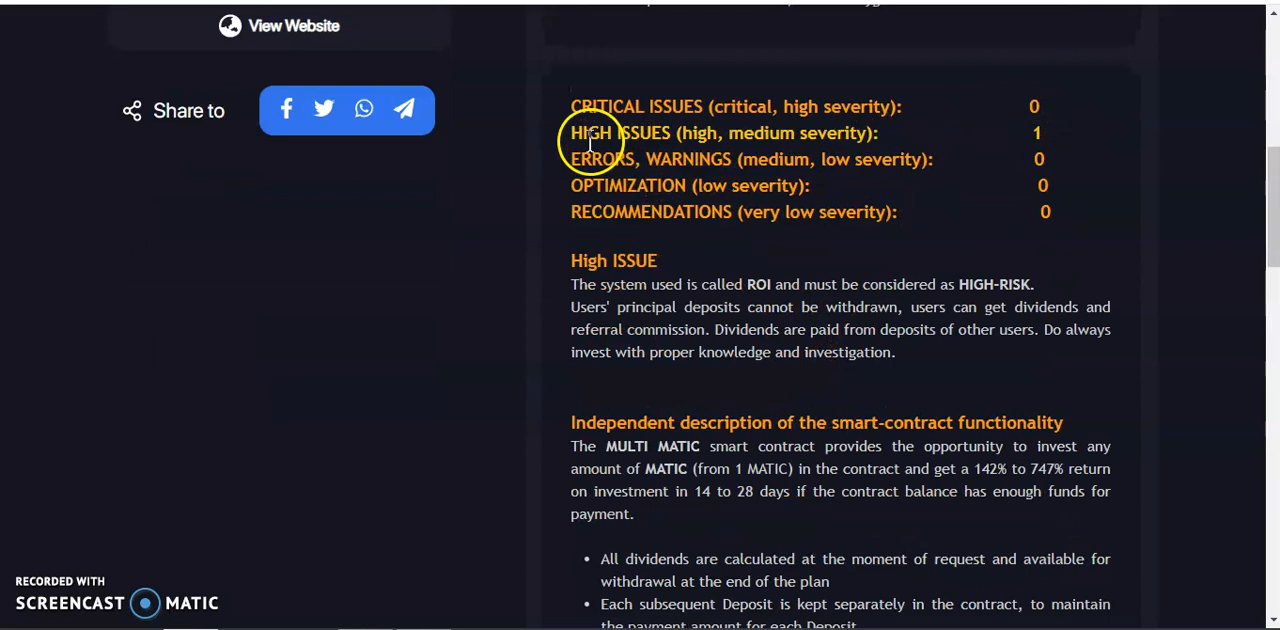 View Website
Share to
CRITICAL ISSUES (critical, high severity): 0
HIGH ISSUES (high, medium severity): 1
ERRORS, WARNINGS (medium, low severity): 0
OPTIMIZATION (low severity): 0
RECOMMENDATIONS (very low severity): 0
High ISSUE
The system used is called ROI and must be considered as HIGH-RISK.
Users' principal deposits cannot be withdrawn, users can get dividends and
referral commission. Dividends are paid from deposits of other users. Do always
invest with proper knowledge and investigation.
Independent description of the smart-contract functionality
The MULTI MATIC smart contract provides the opportunity to invest any
amount of MATIC (from 1 MATIC) in the contract and get a 142% to 747% return
on investment in 14 to 28 days if the contract balance has enough funds for
payment.
• All dividends are calculated at the moment of request and available for
withdrawal at the end of the plan
• Each subsequent Deposit is kept separately in the contract, to maintain
the payment amount for each Deposit
RECORDED WITH
SCREENCAST MATIC